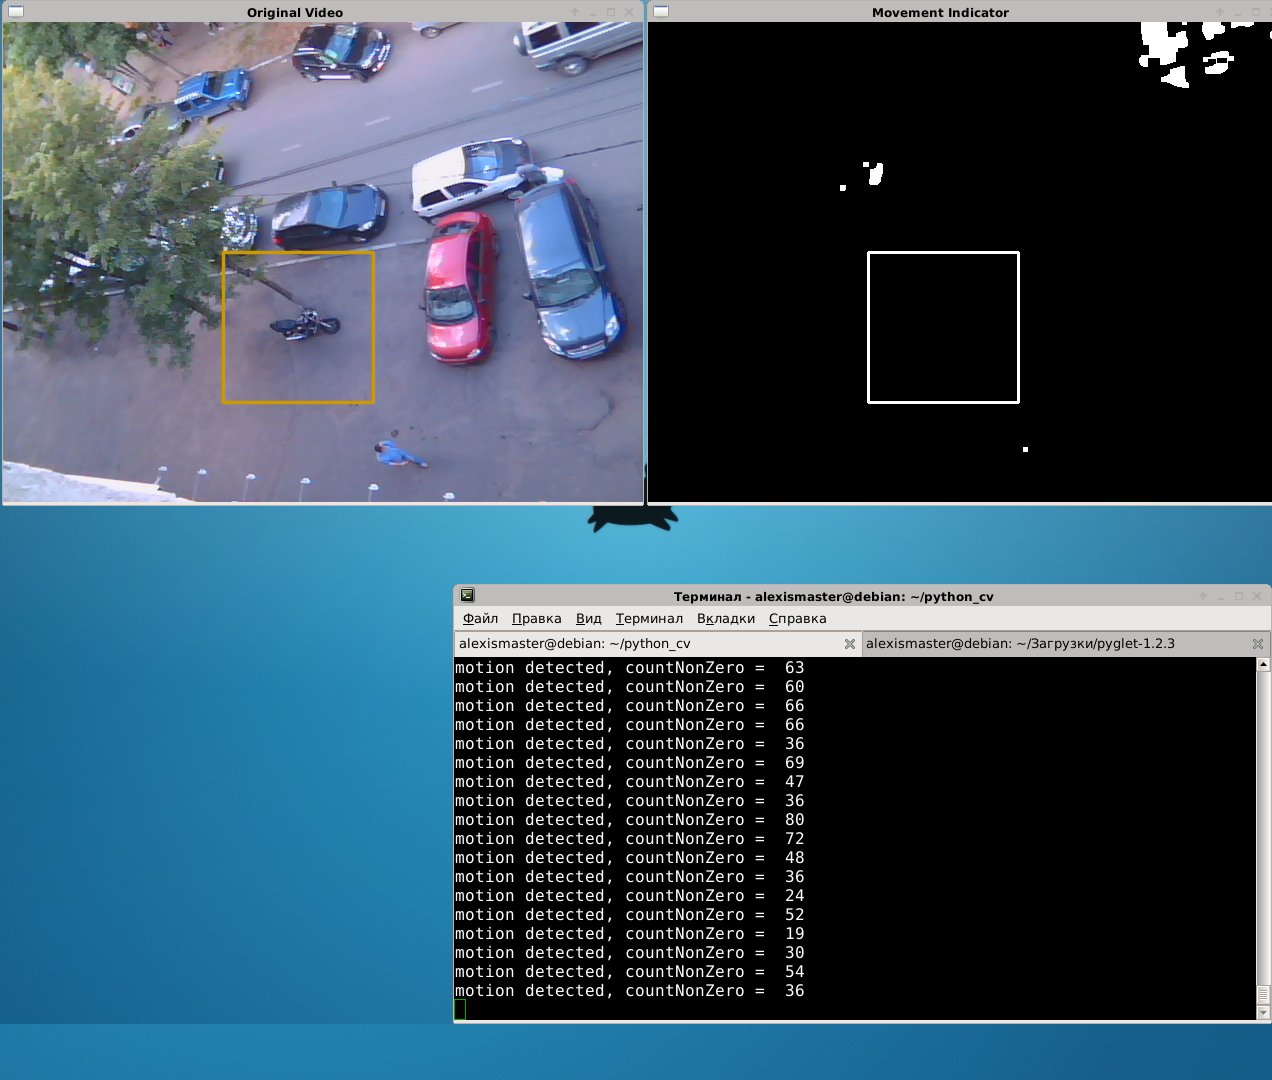 Original Video
Movement Indicator
Терминал - alexismaster@debian: ~/python_cv
Файл Правка Вид Терминал Вкладки Справка
alexismaster@debian: ~/python_cv
alexismaster@debian: ~/Загрузки/pyglet-1.2.3
motion detected, countNonZero =  63
motion detected, countNonZero =  60
motion detected, countNonZero =  66
motion detected, countNonZero =  66
motion detected, countNonZero =  36
motion detected, countNonZero =  69
motion detected, countNonZero =  47
motion detected, countNonZero =  36
motion detected, countNonZero =  80
motion detected, countNonZero =  72
motion detected, countNonZero =  48
motion detected, countNonZero =  36
motion detected, countNonZero =  24
motion detected, countNonZero =  52
motion detected, countNonZero =  19
motion detected, countNonZero =  30
motion detected, countNonZero =  54
motion detected, countNonZero =  36